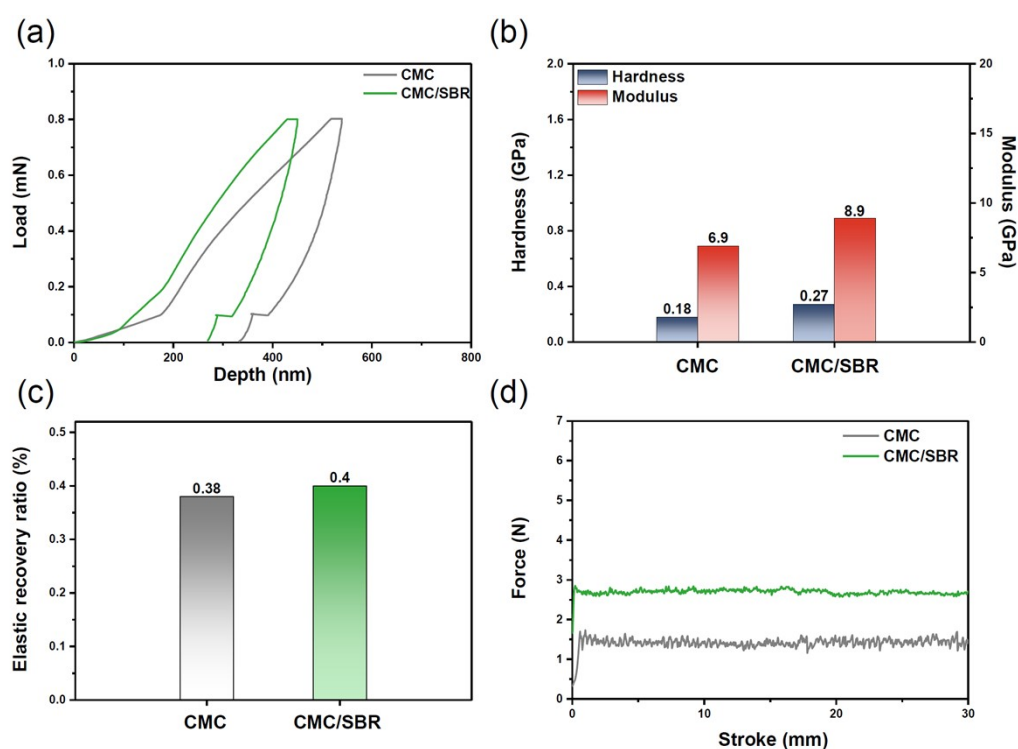 (a)
CMC
CMC/SBR
Load (mN)
1.0
0.8
0.6
0.4
0.2
0.0
0
200
400
600
800
Depth (nm)
(b)
Hardness
Modulus
Hardness (GPa)
2.0
1.6
1.2
0.8
0.4
0.0
0.18
6.9
0.27
8.9
CMC
CMC/SBR
20
15
10
5
0
Modulus (GPa)
(c)
Elastic recovery ratio (%)
0.5
0.4
0.3
0.2
0.1
0.0
0.38
0.4
CMC
CMC/SBR
(d)
CMC
CMC/SBR
Force (N)
7
6
5
4
3
2
1
0
0
10
20
30
Stroke (mm)